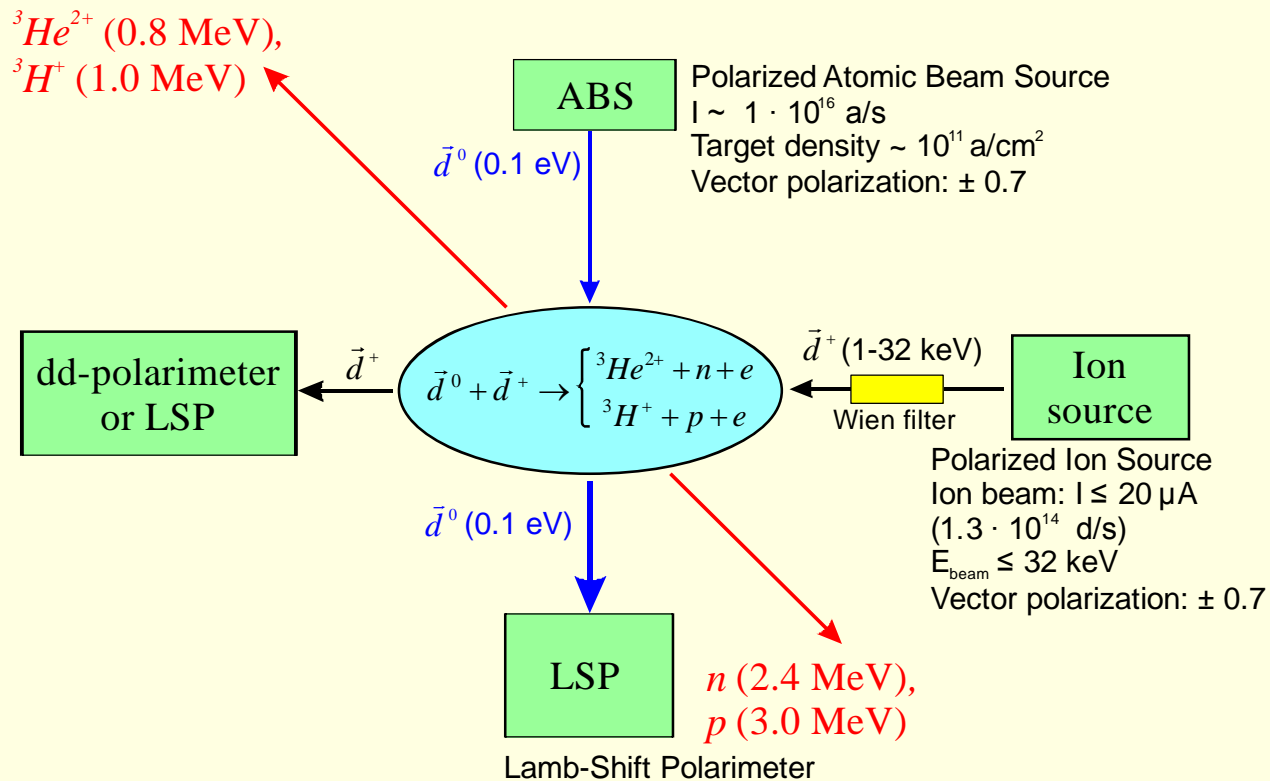 ³He²⁺ (0.8 MeV),
³H⁺ (1.0 MeV)
ABS
Polarized Atomic Beam Source
I ~ 1 · 10¹⁶ a/s
Target density ~ 10¹¹ a/cm²
Vector polarization: ± 0.7
d⃗⁰ (0.1 eV)
dd-polarimeter
or LSP
d⃗⁺
d⃗⁰ + d⃗⁺ → { ³He²⁺ + n + e
³H⁺ + p + e
d⃗⁺ (1-32 keV)
Wien filter
Ion
source
Polarized Ion Source
Ion beam: I ≤ 20 µA
(1.3 · 10¹⁴ d/s)
E_beam ≤ 32 keV
Vector polarization: ± 0.7
d⃗⁰ (0.1 eV)
LSP
Lamb-Shift Polarimeter
n (2.4 MeV),
p (3.0 MeV)